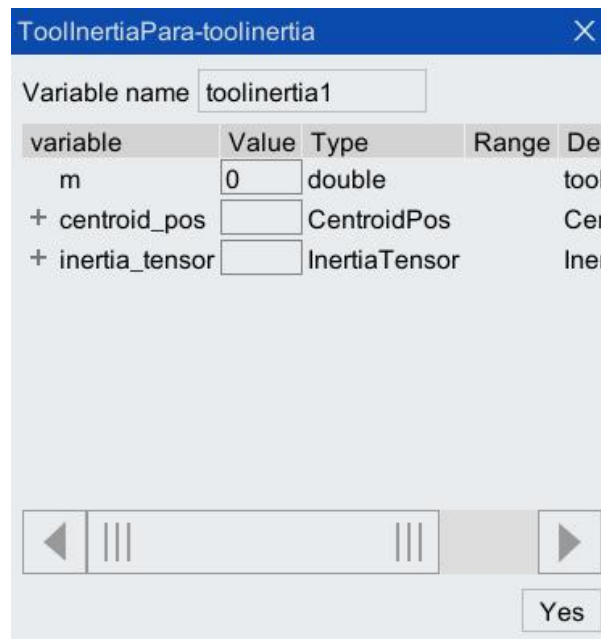 ToolInertiaPara-toolinertia
Variable name toolinertia1
variable Value Type Range De
m 0 double tool
+ centroid_pos CentroidPos Cen
+ inertia_tensor InertiaTensor Iner
Yes